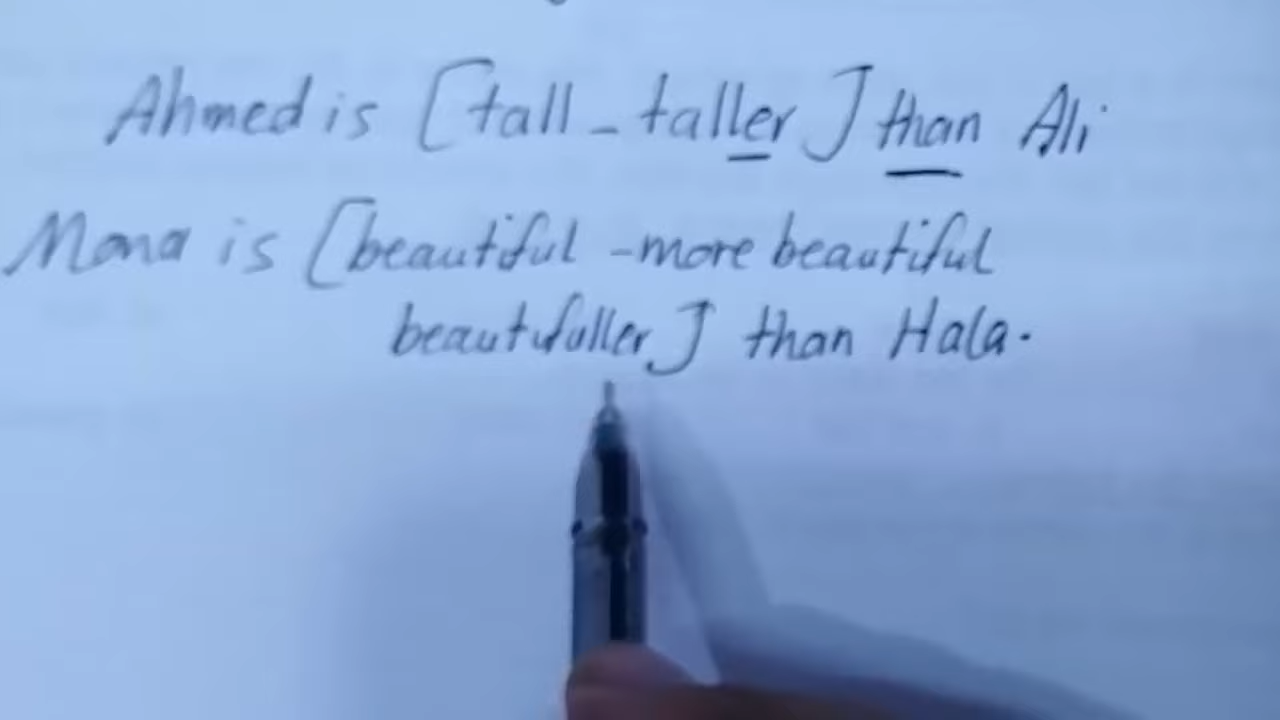 Ahmed is [tall - taller] than Ali
Mona is [beautiful - more beautiful
beautifuller] than Hala.